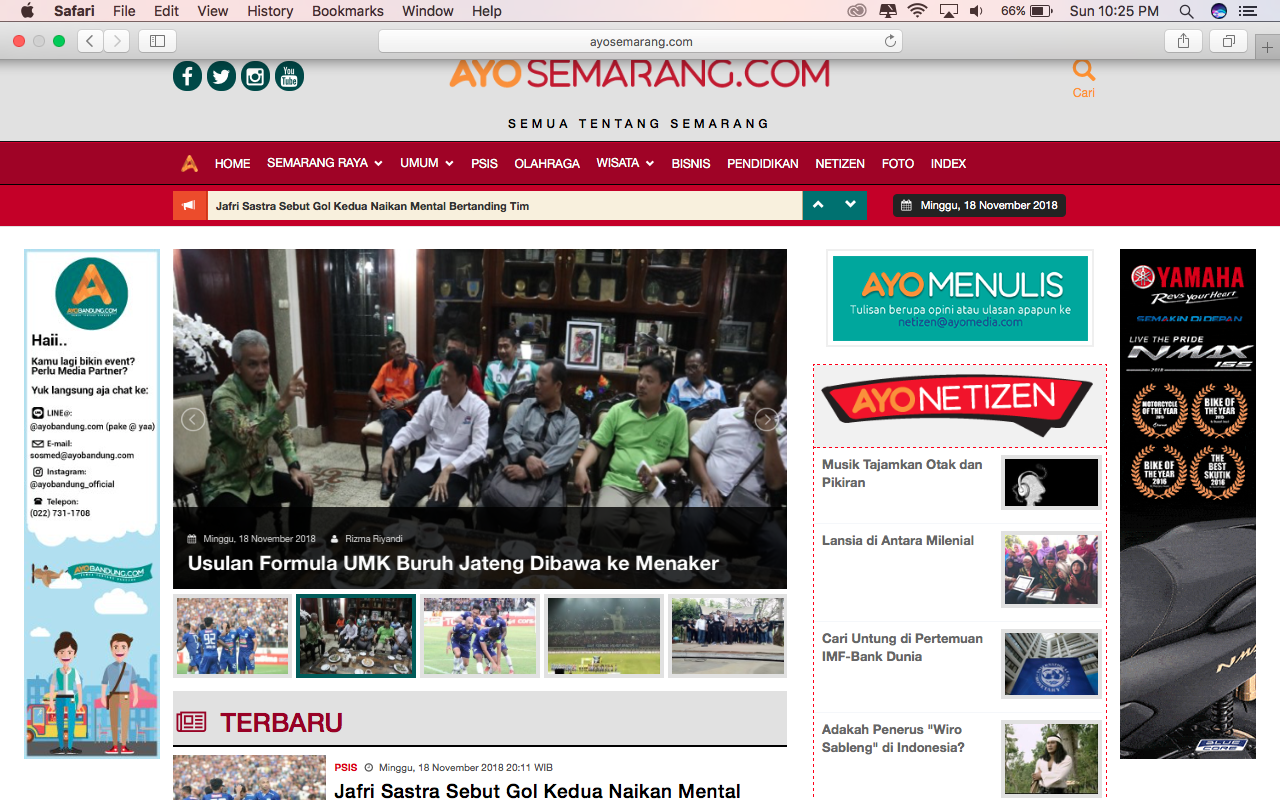 Safari File Edit View History Bookmarks Window Help 66% Sun 10:25 PM
ayosemarang.com
You
Tube
AYOSEMARANG.COM
Cari
SEMUA TENTANG SEMARANG
A HOME SEMARANG RAYA UMUM PSIS OLAHRAGA WISATA BISNIS PENDIDIKAN NETIZEN FOTO INDEX
Jafri Sastra Sebut Gol Kedua Naikan Mental Bertanding Tim
Minggu, 18 November 2018
AYOBANDUNG.COM
Haii..
Kamu lagi bikin event?
Perlu Media Partner?
Yuk langsung aja chat ke:
LINE@:
@ayobandung.com (pake @ yaa)
E-mail:
sosmed@ayobandung.com
Instagram:
@ayobandung_official
Telepon:
(022) 731-1708
AYOBANDUNG.COM
Minggu, 18 November 2018 Rizma Riyandi
Usulan Formula UMK Buruh Jateng Dibawa ke Menaker
92
TERBARU
PSIS Minggu, 18 November 2018 20:11 WIB
Jafri Sastra Sebut Gol Kedua Naikan Mental
AYOMENULIS
Tulisan berupa opini atau ulasan apapun ke
netizen@ayomedia.com
AYONETIZEN
Musik Tajamkan Otak dan
Pikiran
Lansia di Antara Milenial
Cari Untung di Pertemuan
IMF-Bank Dunia
Adakah Penerus "Wiro
Sableng" di Indonesia?
YAMAHA
Revs your Heart
SEMAKIN DI DEPAN
LIVE THE PRIDE
NMAX
2018 155
MOTORCYCLE
OF THE YEAR
2016
BIKE OF
THE YEAR
BIKE OF
THE YEAR
2016
THE
BEST
SKUTIK
2016
NMAX
BLUE
CORE